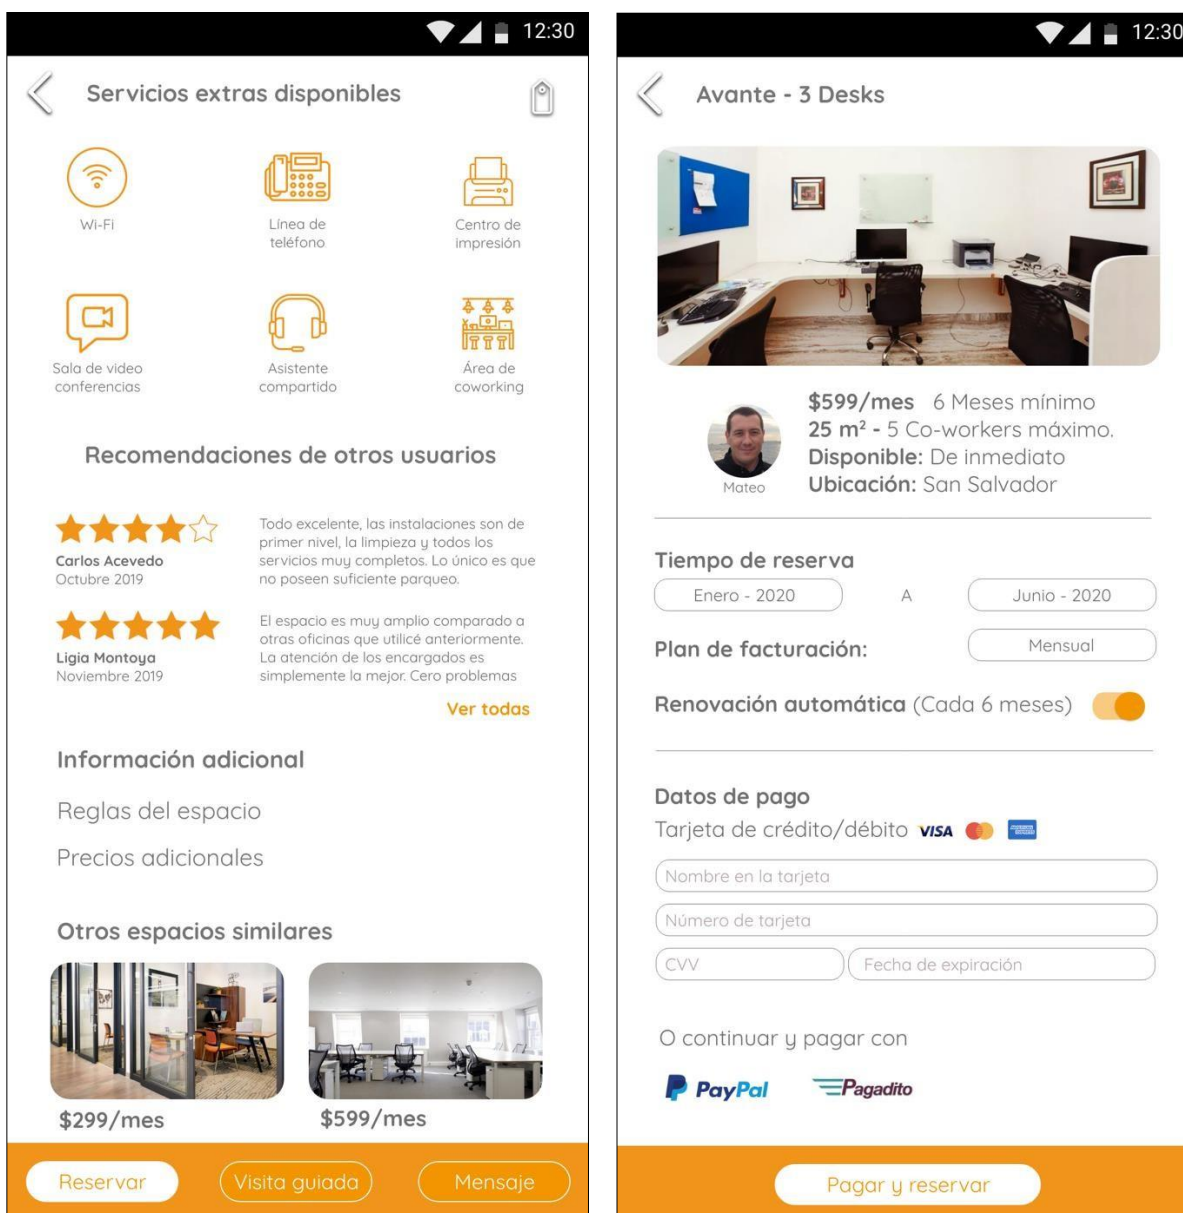 12:30
Servicios extras disponibles
Wi-Fi
Línea de
teléfono
Centro de
impresión
Sala de video
conferencias
Asistente
compartido
Área de
coworking
Recomendaciones de otros usuarios
Carlos Acevedo
Octubre 2019
Todo excelente, las instalaciones son de
primer nivel, la limpieza y todos los
servicios muy completos. Lo único es que
no poseen suficiente parqueo.
Ligia Montoya
Noviembre 2019
El espacio es muy amplio comparado a
otras oficinas que utilicé anteriormente.
La atención de los encargados es
simplemente la mejor. Cero problemas
Ver todas
Información adicional
Reglas del espacio
Precios adicionales
Otros espacios similares
$299/mes
$599/mes
Reservar
Visita guiada
Mensaje
12:30
Avante - 3 Desks
Mateo
$599/mes 6 Meses mínimo
25 m² - 5 Co-workers máximo.
Disponible: De inmediato
Ubicación: San Salvador
Tiempo de reserva
Enero - 2020 A Junio - 2020
Plan de facturación: Mensual
Renovación automática (Cada 6 meses)
Datos de pago
Tarjeta de crédito/débito VISA
Nombre en la tarjeta
Número de tarjeta
CVV Fecha de expiración
O continuar y pagar con
PayPal Pagadito
Pagar y reservar